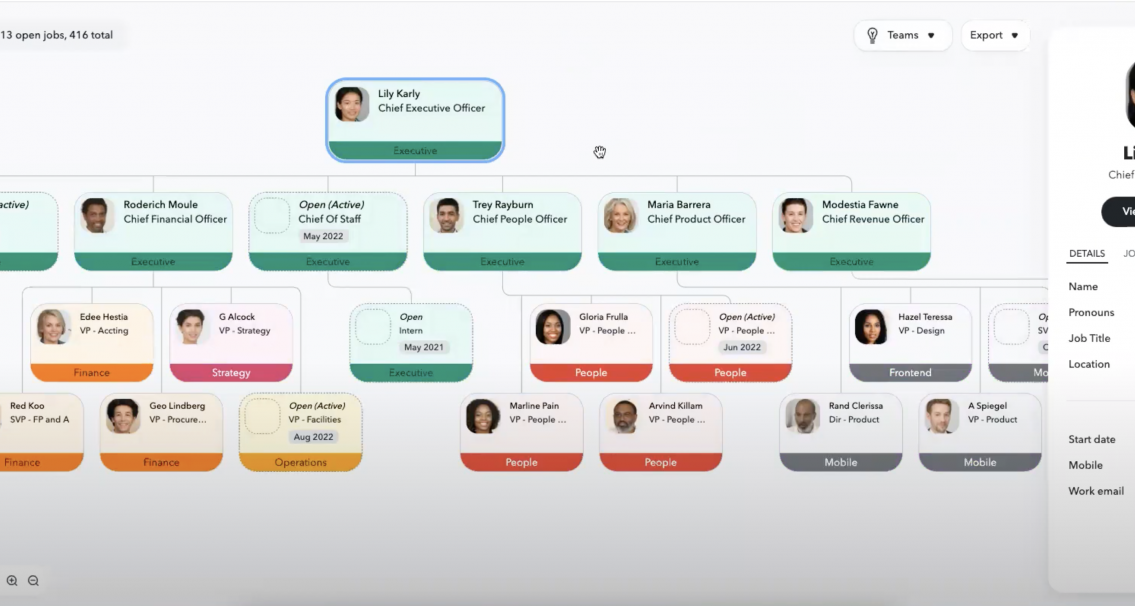 13 open jobs, 416 total
Teams
Export
Lily Karly
Chief Executive Officer
Executive
active)
Roderich Moule
Chief Financial Officer
Executive
Open (Active)
Chief Of Staff
May 2022
Executive
Trey Rayburn
Chief People Officer
Executive
Maria Barrera
Chief Product Officer
Executive
Modestia Fawne
Chief Revenue Officer
Executive
Edee Hestia
VP - Accting
Finance
G Alcock
VP - Strategy
Strategy
Open
Intern
May 2021
Executive
Gloria Frulla
VP - People ...
People
Open (Active)
VP - People ...
Jun 2022
People
Hazel Teressa
VP - Design
Frontend
Op
SV
Mo
Red Koo
SVP - FP and A
Finance
Geo Lindberg
VP - Procure...
Finance
Open (Active)
VP - Facilities
Aug 2022
Operations
Marline Pain
VP - People ...
People
Arvind Killam
VP - People ...
People
Rand Clerissa
Dir - Product
Mobile
A Spiegel
VP - Product
Mobile
Li
Chief
Vie
DETAILS
JO
Name
Pronouns
Job Title
Location
Start date
Mobile
Work email